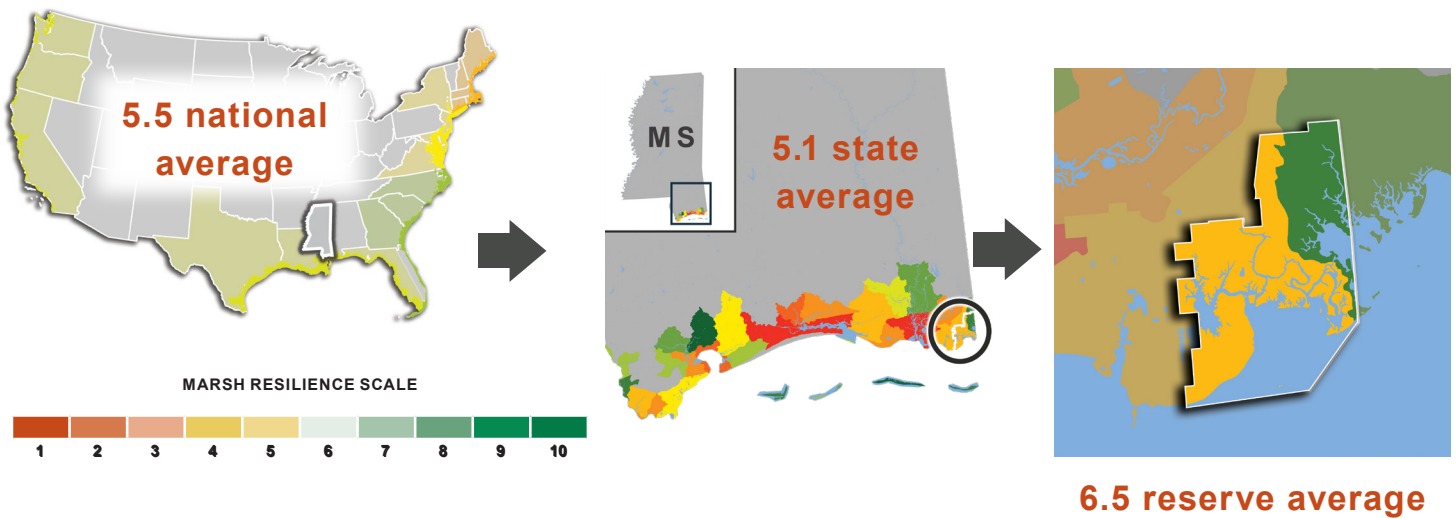 5.5 national
average
MS
5.1 state
average
MARSH RESILIENCE SCALE
1 2 3 4 5 6 7 8 9 10
6.5 reserve average